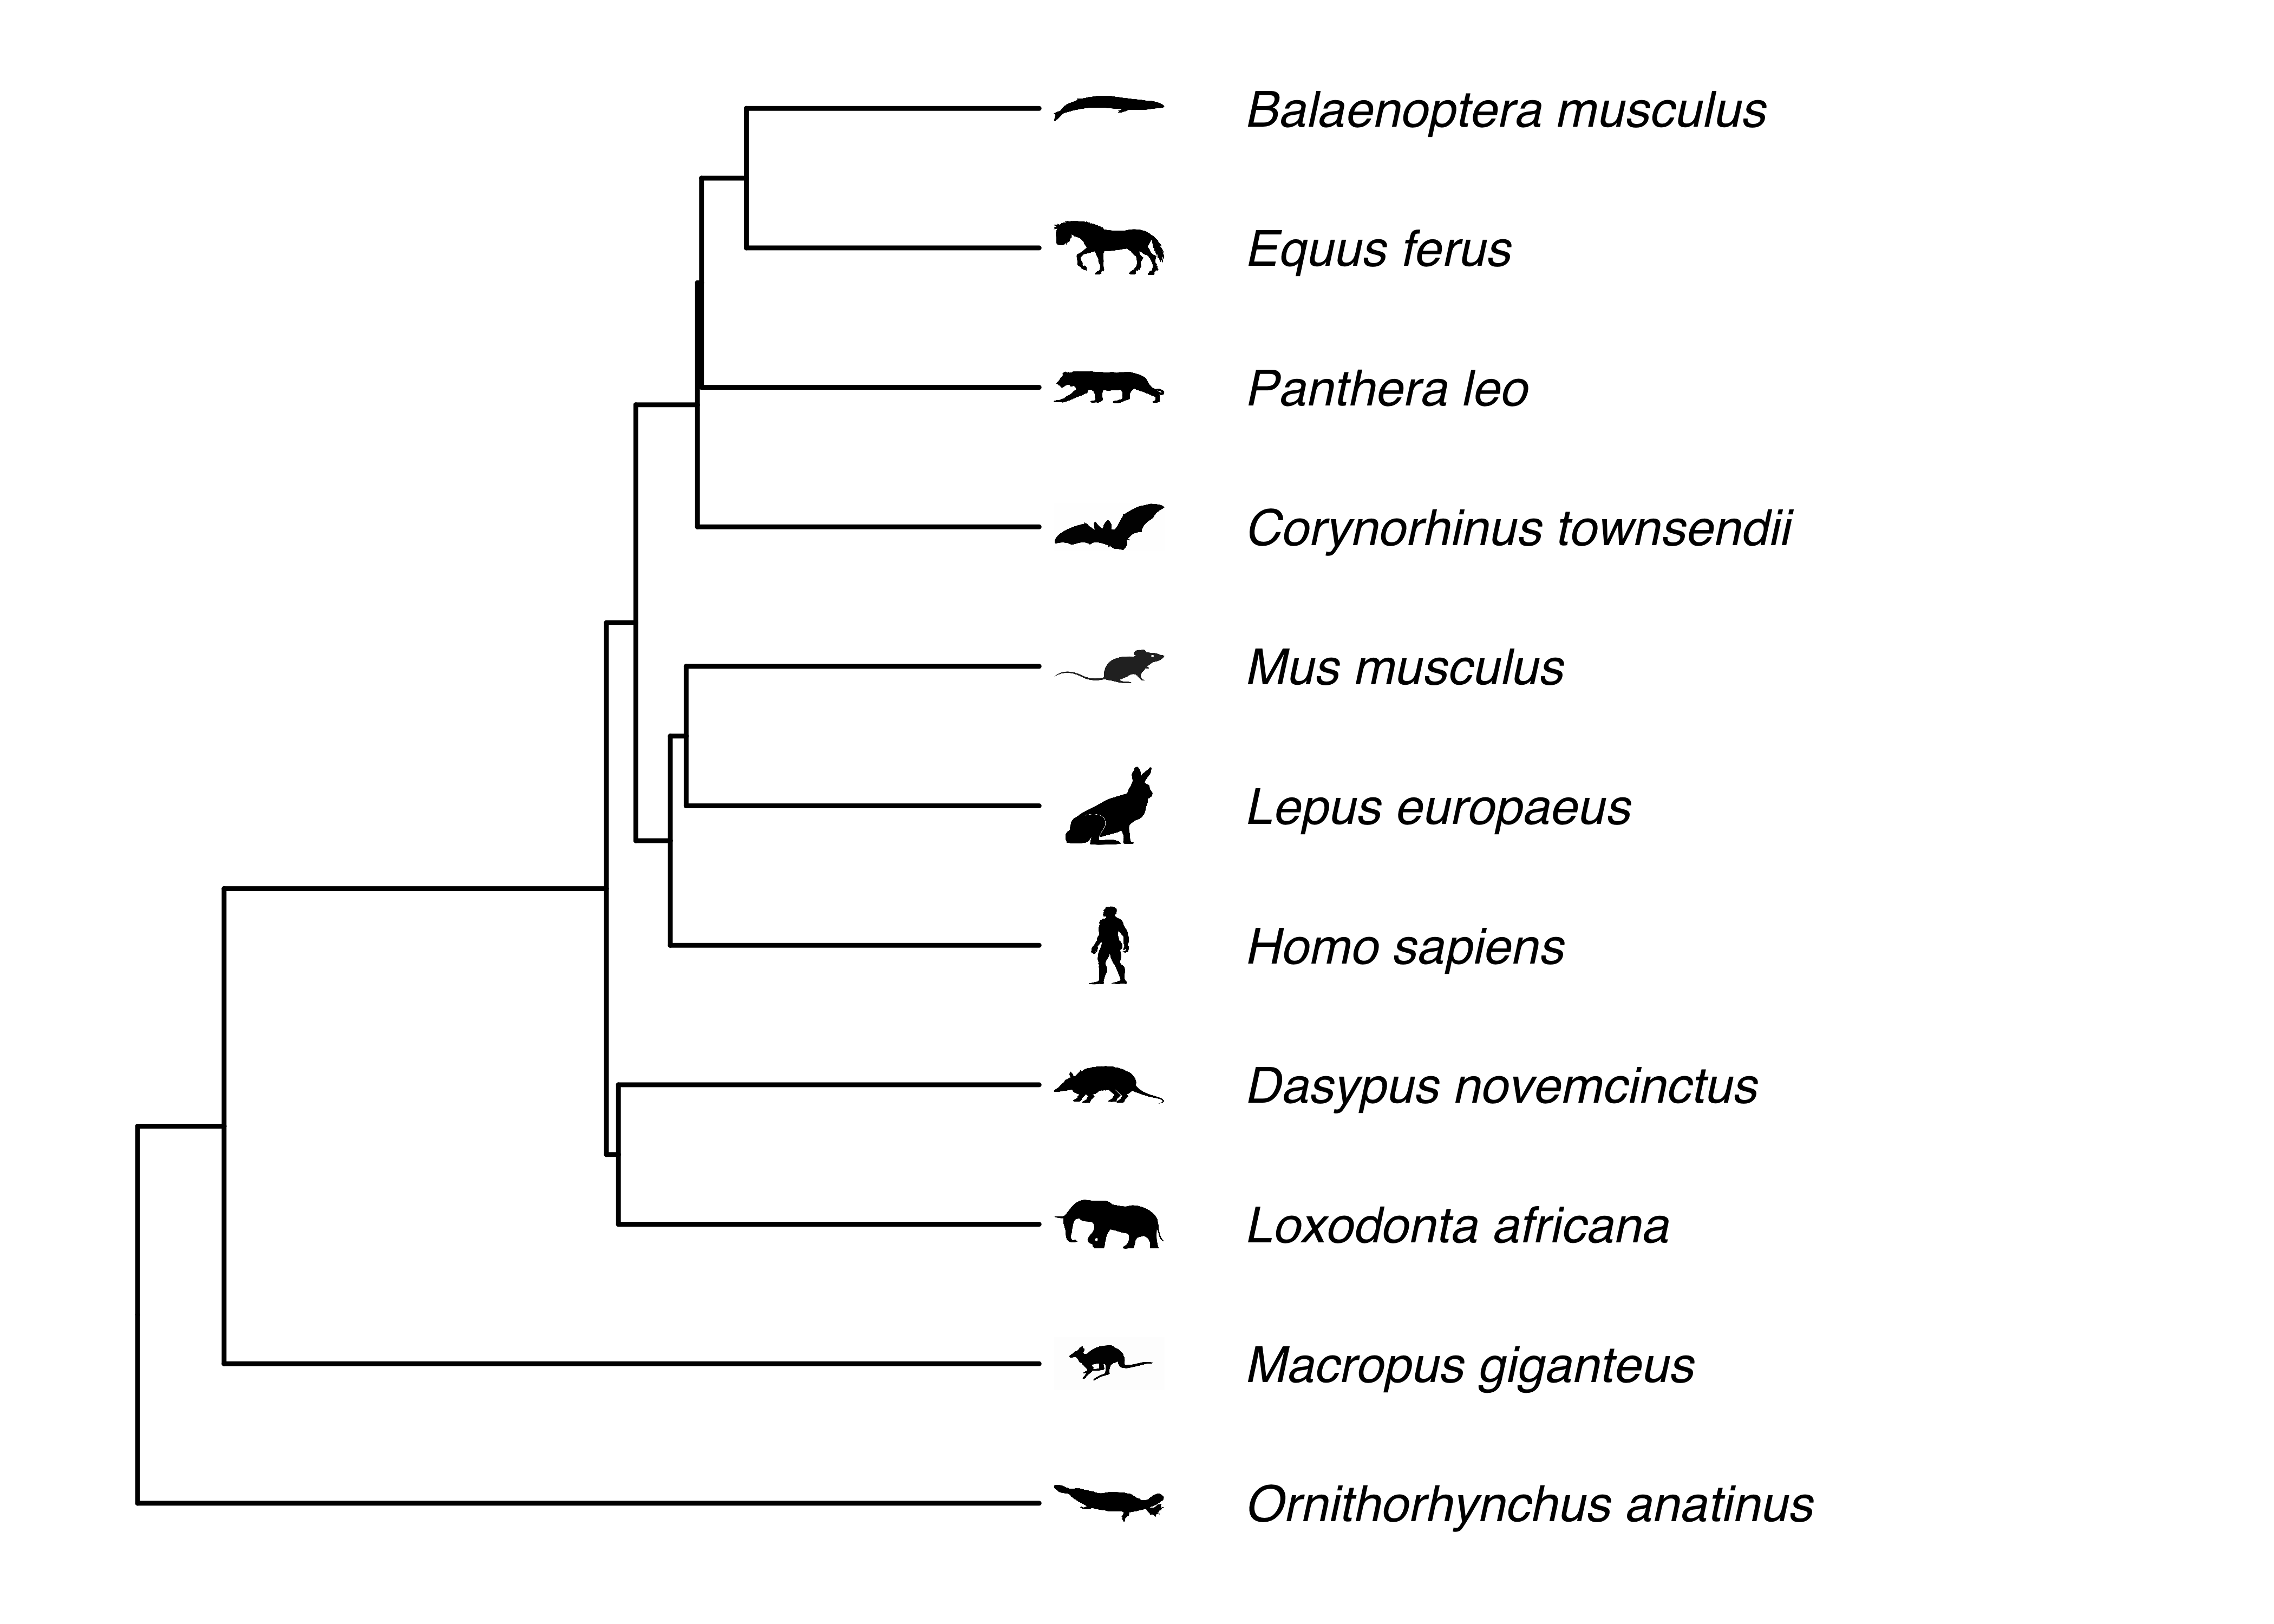 Balaenoptera musculus
Equus ferus
Panthera leo
Corynorhinus townsendii
Mus musculus
Lepus europaeus
Homo sapiens
Dasypus novemcinctus
Loxodonta africana
Macropus giganteus
Ornithorhynchus anatinus